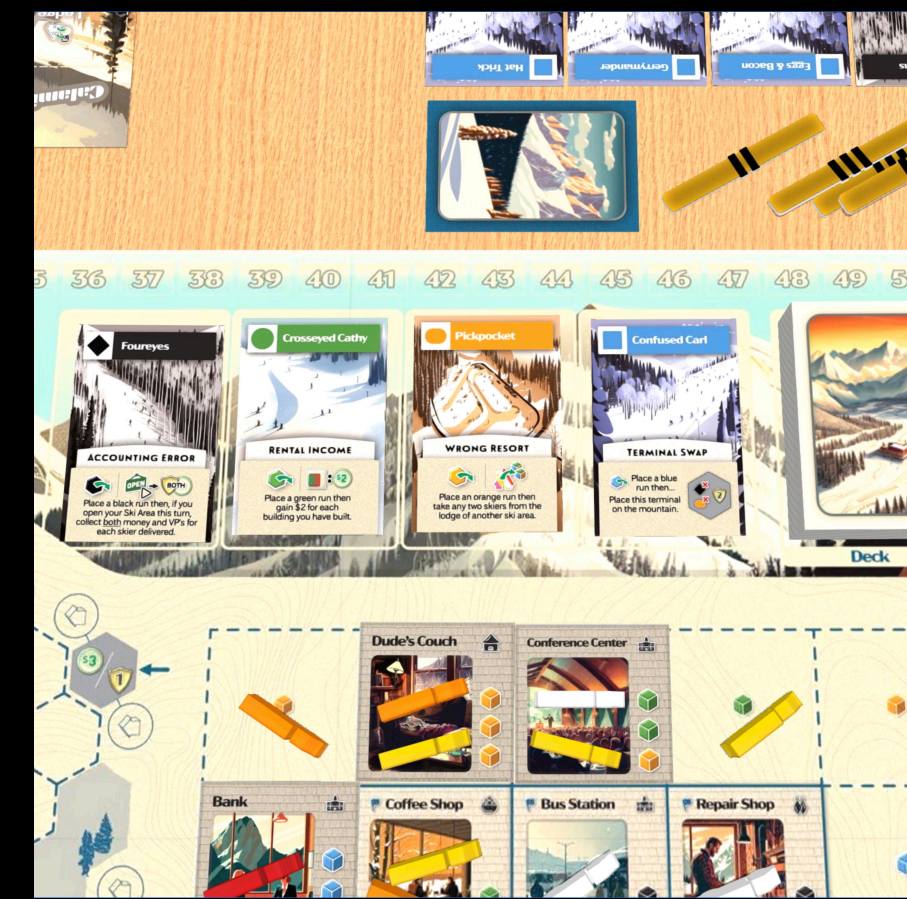 Lodge
Calami
Hat Trick
Gerrymander
Eggs & Bacon
36 37 38 39 40 41 42 43 44 45 46 47 48 49
Foureyes
ACCOUNTING ERROR
OPEN
BOTH
Place a black run then, if you
open your Ski Area this turn,
collect both money and VP's for
each skier delivered.
Crosseyed Cathy
RENTAL INCOME
: $2
Place a green run then
gain $2 for each
building you have built.
Pickpocket
WRONG RESORT
Place an orange run then
take any two skiers from the
lodge of another ski area.
Confused Carl
TERMINAL SWAP
Place a blue
run then...
Place this terminal
on the mountain.
2
Deck
$3
1
Dude's Couch
Conference Center
Bank
Coffee Shop
Bus Station
Repair Shop